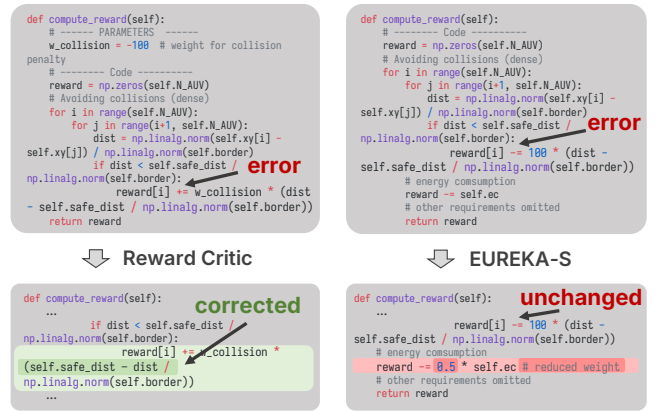 def compute_reward(self):
# ------ PARAMETERS ------
w_collision = -100 # weight for collision
penalty
# -------- Code ----------
reward = np.zeros(self.N_AUV)
# Avoiding collisions (dense)
for i in range(self.N_AUV):
for j in range(i+1, self.N_AUV):
dist = np.linalg.norm(self.xy[i] -
self.xy[j]) / np.linalg.norm(self.border)
if dist < self.safe_dist /
np.linalg.norm(self.border):
error
reward[i] += w_collision * (dist
- self.safe_dist / np.linalg.norm(self.border))
return reward
def compute_reward(self):
# ------ Code ----------
reward = np.zeros(self.N_AUV)
# Avoiding collisions (dense)
for i in range(self.N_AUV):
for j in range(i+1, self.N_AUV):
dist = np.linalg.norm(self.xy[i] -
self.xy[j]) / np.linalg.norm(self.border)
if dist < self.safe_dist /
error
np.linalg.norm(self.border):
reward[i] -= 100 * (dist -
self.safe_dist / np.linalg.norm(self.border))
# energy comsumption
reward -= self.ec
# other requirements omitted
return reward
Reward Critic
EUREKA-S
def compute_reward(self):
...
corrected
if dist < self.safe_dist /
np.linalg.norm(self.border):
reward[i] += w_collision *
(self.safe_dist - dist /
np.linalg.norm(self.border))
...
def compute_reward(self):
unchanged
...
reward[i] -= 100 * (dist -
self.safe_dist / np.linalg.norm(self.border))
# energy comsumption
reward -= 0.5 * self.ec # reduced weight
# other requirements omitted
return reward